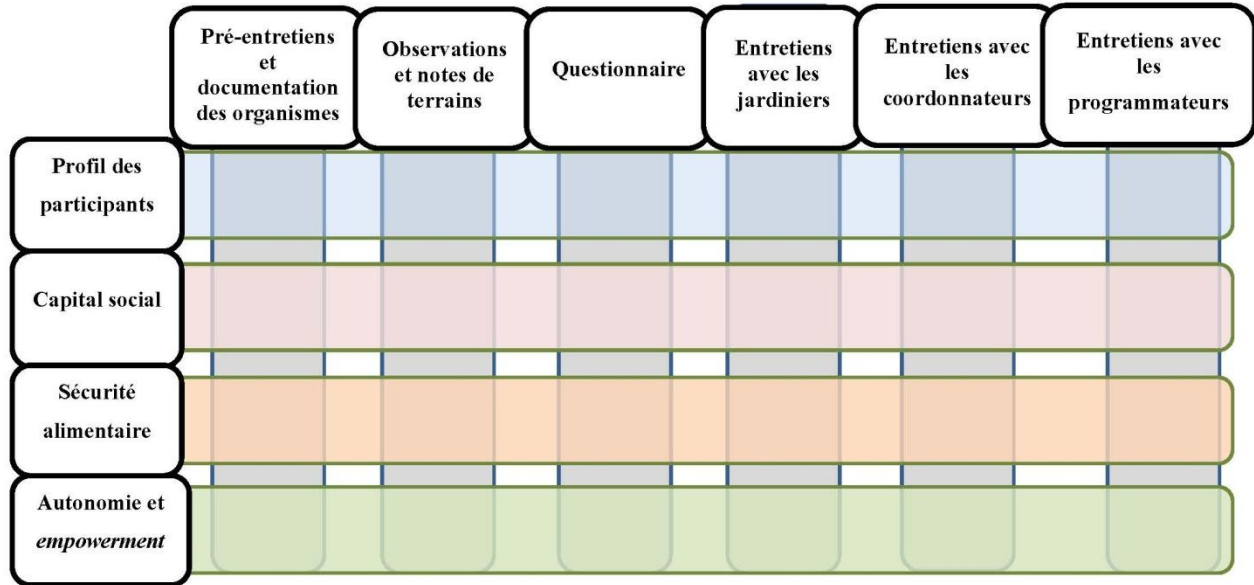 Pré-entretiens
et
documentation
des organismes
Observations
et notes de
terrains
Questionnaire
Entretiens
avec les
jardiniers
Entretiens avec
les
coordonnateurs
Entretiens avec
les
programmateurs
Profil des
participants
Capital social
Sécurité
alimentaire
Autonomie et
empowerment